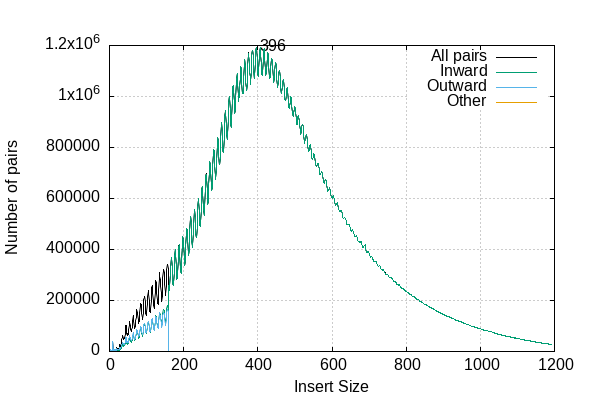 1.2x10^6
1x10^6
800000
600000
400000
200000
0
0 200 400 600 800 1000 1200
Number of pairs
Insert Size
396
All pairs
Inward
Outward
Other